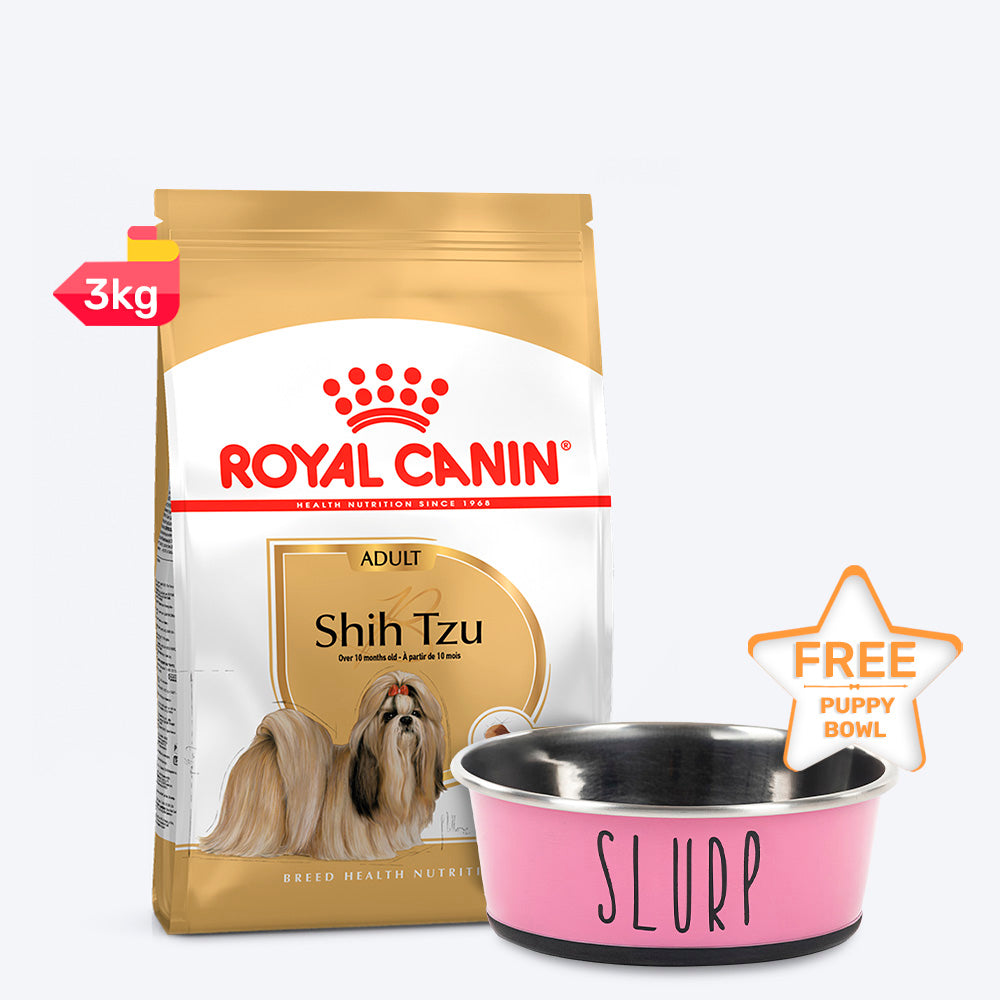 3kg
ROYAL CANIN®
HEALTH NUTRITION SINCE 1968
ADULT
Shih Tzu
Over 10 months old - À partir de 10 mois
FREE
PUPPY
BOWL
SLURP
BREED HEALTH